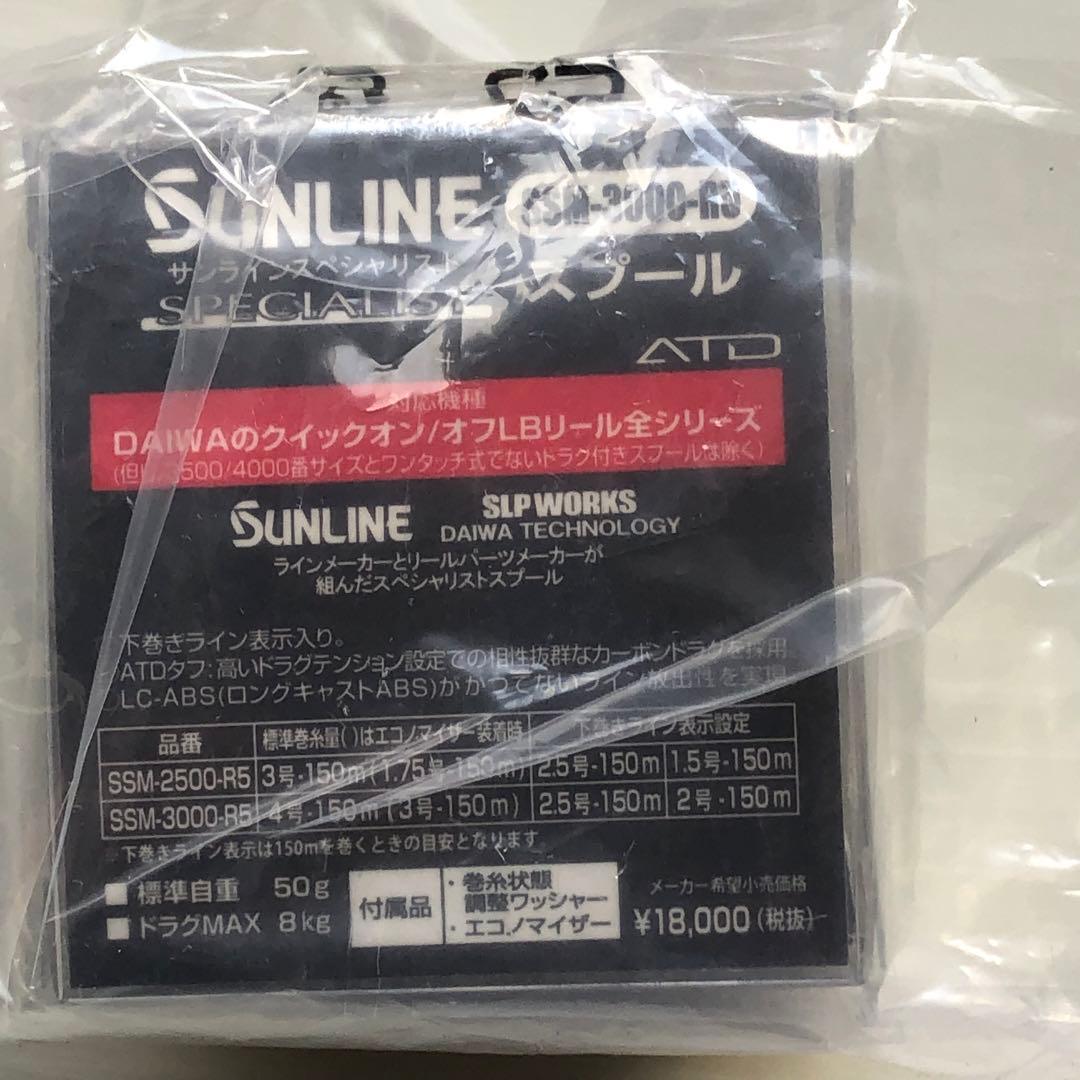 SUNLINE SSM-3000-R5
サンラインスペシャリスト スプール
SPECIALIST
ATD
対応機種
DAIWAのクイックオン/オフLBリール全シリーズ
500/4000番サイズとワンタッチ式でないドラグ付きスプールは除く)
SUNLINE SLPWORKS
DAIWA TECHNOLOGY
ラインメーカーとリールパーツメーカーが
組んだスペシャリストスプール
下巻きライン表示入り。
ATDタフ:高いドラグテンション設定での相性抜群なカーボンドラグを採用
LC-ABS(ロングキャストABS)がかつてないライン放出性を実現
品番 標準巻糸量( )はエコノマイザー装着時 下巻きライン表示設定
SSM-2500-R5 3号-150m(1.75号-150m) 2.5号-150m 1.5号-150m
SSM-3000-R5 4号-150m(3号-150m) 2.5号-150m 2号-150m
下巻きライン表示は150mを巻くときの目安となります
■標準自重 50g
■ドラグMAX 8kg
付属品
・巻糸状態
調整ワッシャー
・エコノマイザー
メーカー希望小売価格
¥18,000(税抜)